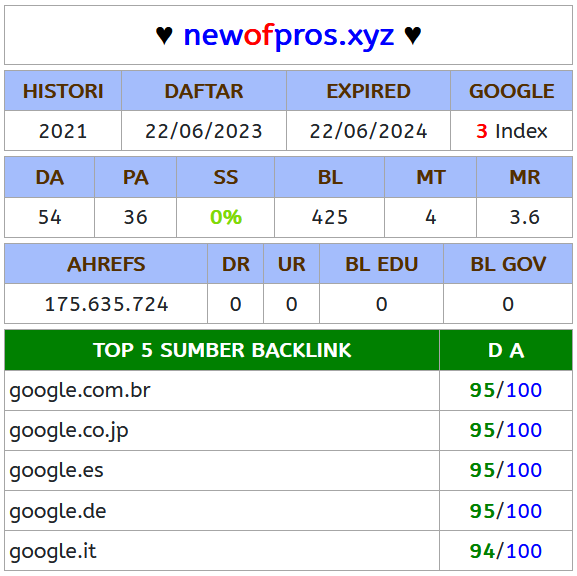 ♥ newofpros.xyz ♥
HISTORI DAFTAR EXPIRED GOOGLE
2021 22/06/2023 22/06/2024 3 Index
DA PA SS BL MT MR
54 36 0% 425 4 3.6
AHREFS DR UR BL EDU BL GOV
175.635.724 0 0 0 0
TOP 5 SUMBER BACKLINK D A
google.com.br 95/100
google.co.jp 95/100
google.es 95/100
google.de 95/100
google.it 94/100